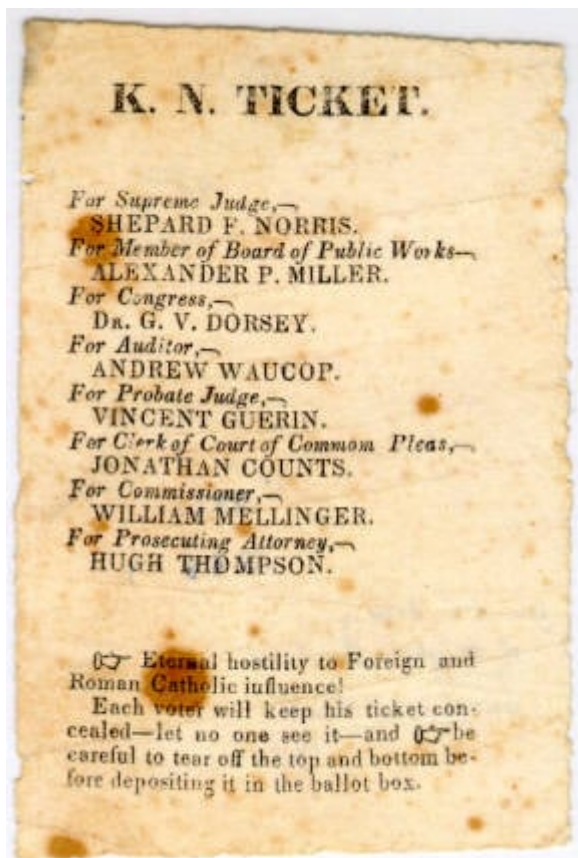 K. N. TICKET.
For Supreme Judge,—
SHEPARD F. NORRIS.
For Member of Board of Public Works—
ALEXANDER P. MILLER.
For Congress,—
DR. G. V. DORSEY.
For Auditor,—
ANDREW WAUCOP.
For Probate Judge,—
VINCENT GUERIN.
For Clerk of Court of Commom Pleas,—
JONATHAN COUNTS.
For Commissioner,—
WILLIAM MELLINGER.
For Prosecuting Attorney,—
HUGH THOMPSON.
☞ Eternal hostility to Foreign and
Roman Catholic influence!
Each voter will keep his ticket con-
cealed—let no one see it—and ☞ be
careful to tear off the top and bottom be-
fore depositing it in the ballot box.